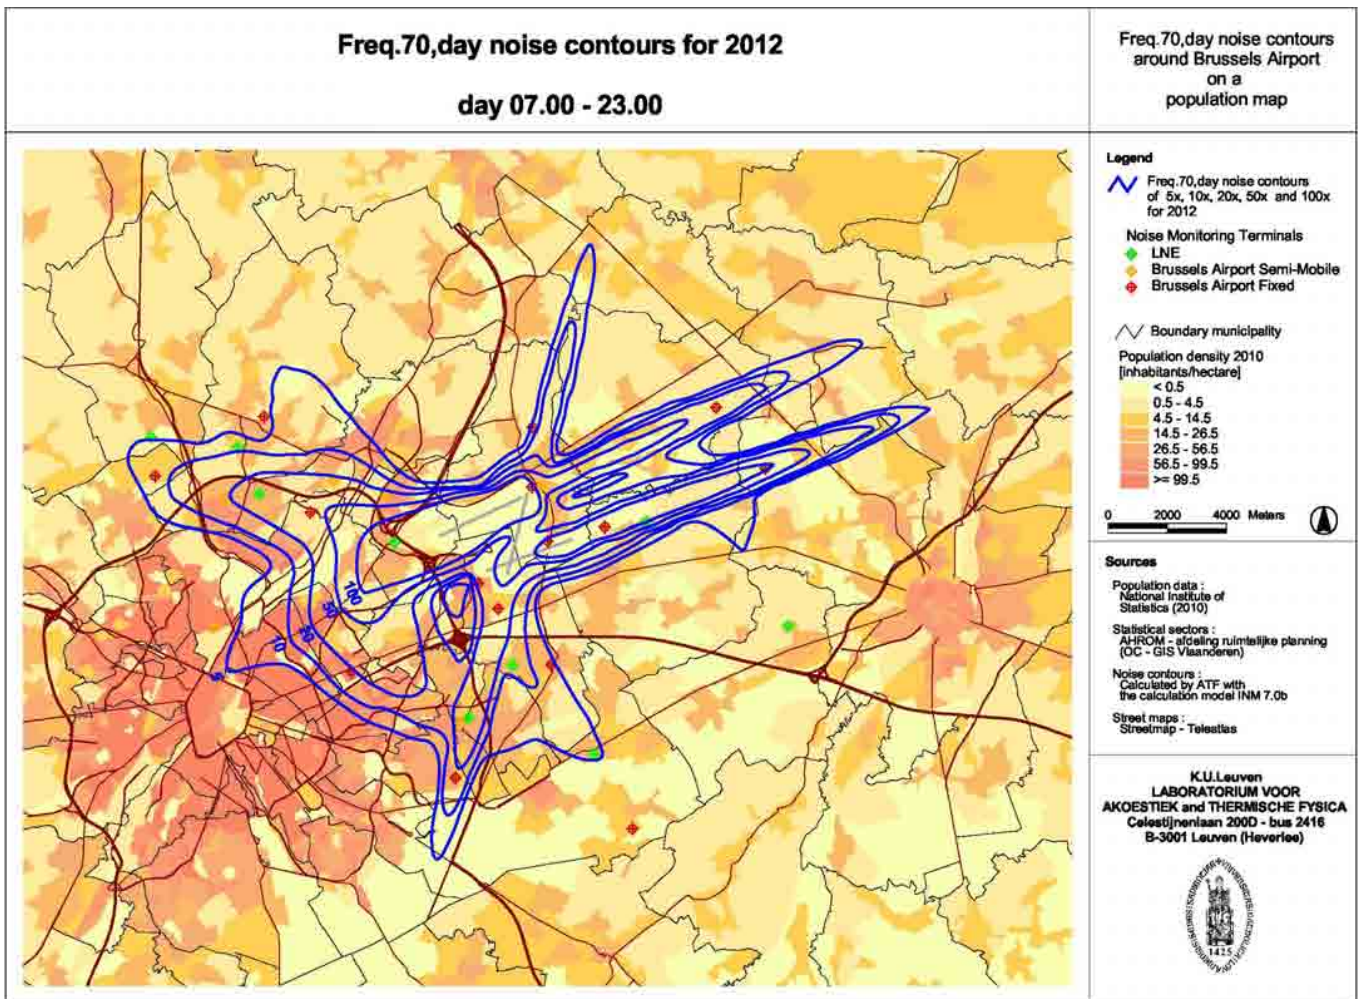 Freq.70,day noise contours for 2012
day 07.00 - 23.00
Freq.70,day noise contours
around Brussels Airport
on a
population map
Legend
Freq.70,day noise contours
of 5x, 10x, 20x, 50x and 100x
for 2012
Noise Monitoring Terminals
LNE
Brussels Airport Semi-Mobile
Brussels Airport Fixed
Boundary municipality
Population density 2010
[inhabitants/hectare]
< 0.5
0.5 - 4.5
4.5 - 14.5
14.5 - 26.5
26.5 - 56.5
56.5 - 99.5
>= 99.5
0 2000 4000 Meters
Sources
Population data :
National Institute of
Statistics (2010)
Statistical sectors :
AHROM - afdeling ruimtelijke planning
(OC - GIS Vlaanderen)
Noise contours :
Calculated by ATF with
the calculation model INM 7.0b
Street maps :
Streetmap - Teleatlas
K.U.Leuven
LABORATORIUM VOOR
AKOESTIEK and THERMISCHE FYSICA
Celestijnenlaan 200D - bus 2416
B-3001 Leuven (Heverlee)
1425
100
50
20
10
5